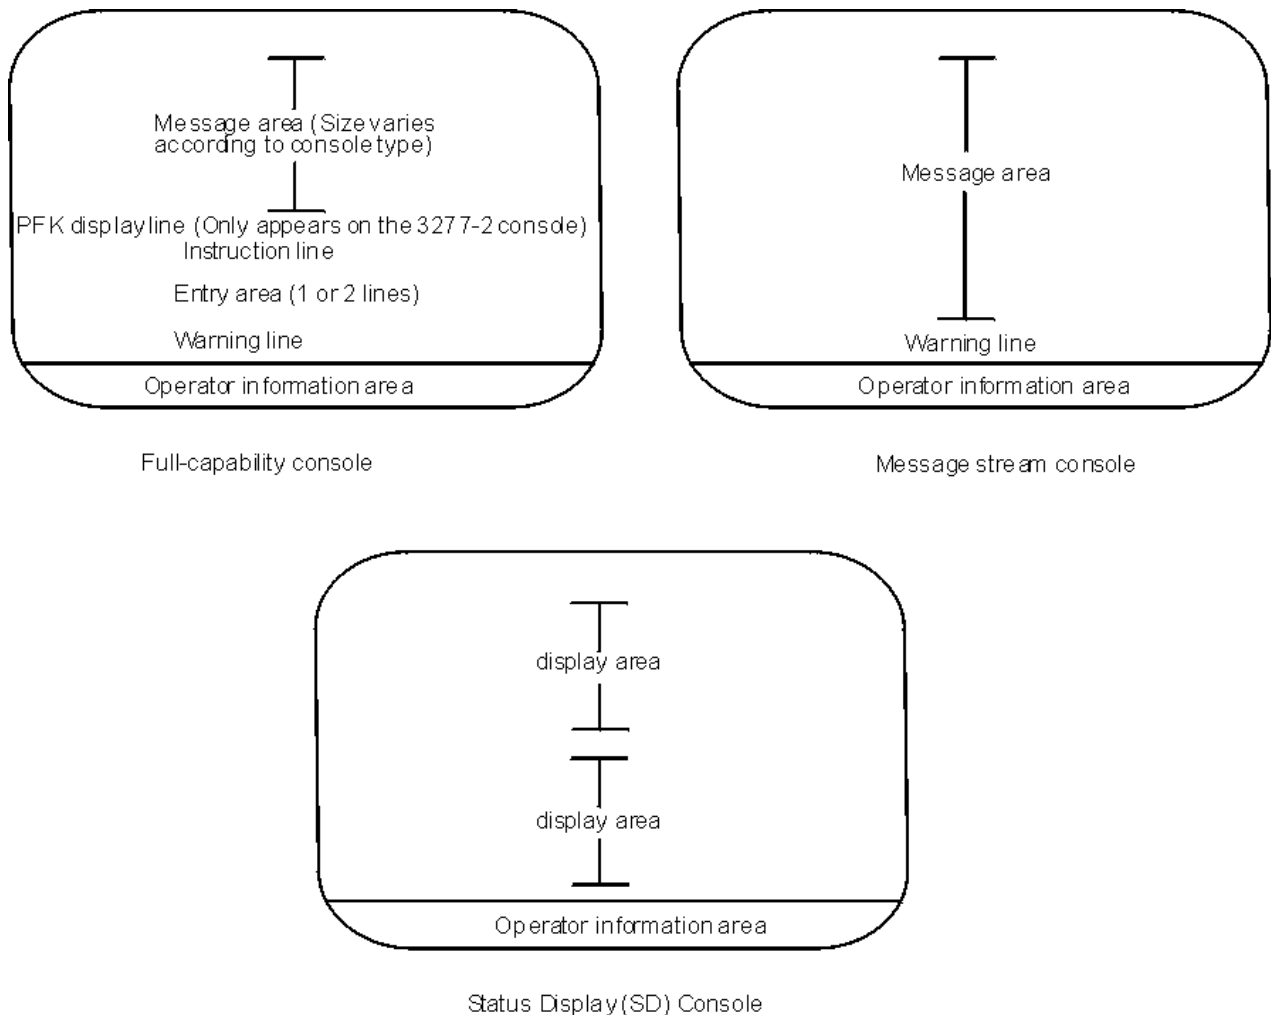 Message area (Size varies
according to console type)
PFK display line (Only appears on the 3277-2 console)
Instruction line
Entry area (1 or 2 lines)
Warning line
Operator information area
Full-capability console
Message area
Warning line
Operator information area
Message stream console
display area
display area
Operator information area
Status Display (SD) Console